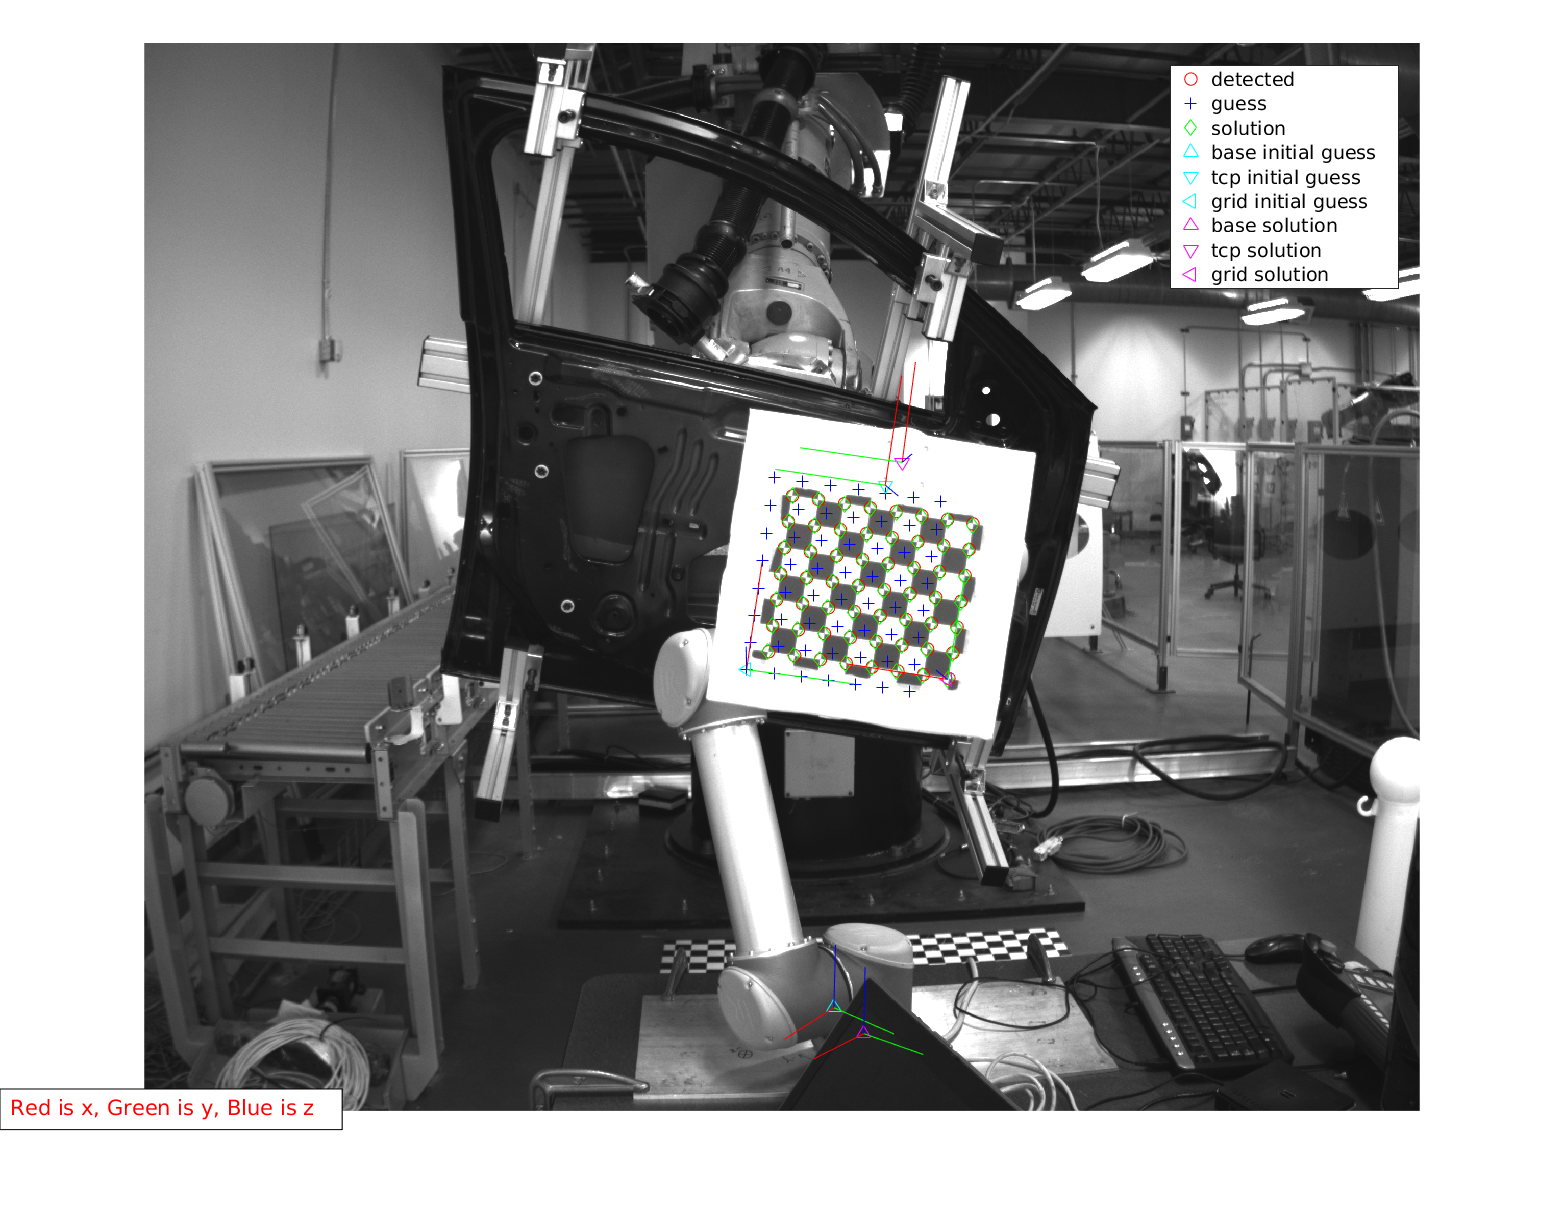 detected
guess
solution
base initial guess
tcp initial guess
grid initial guess
base solution
tcp solution
grid solution
Red is x, Green is y, Blue is z